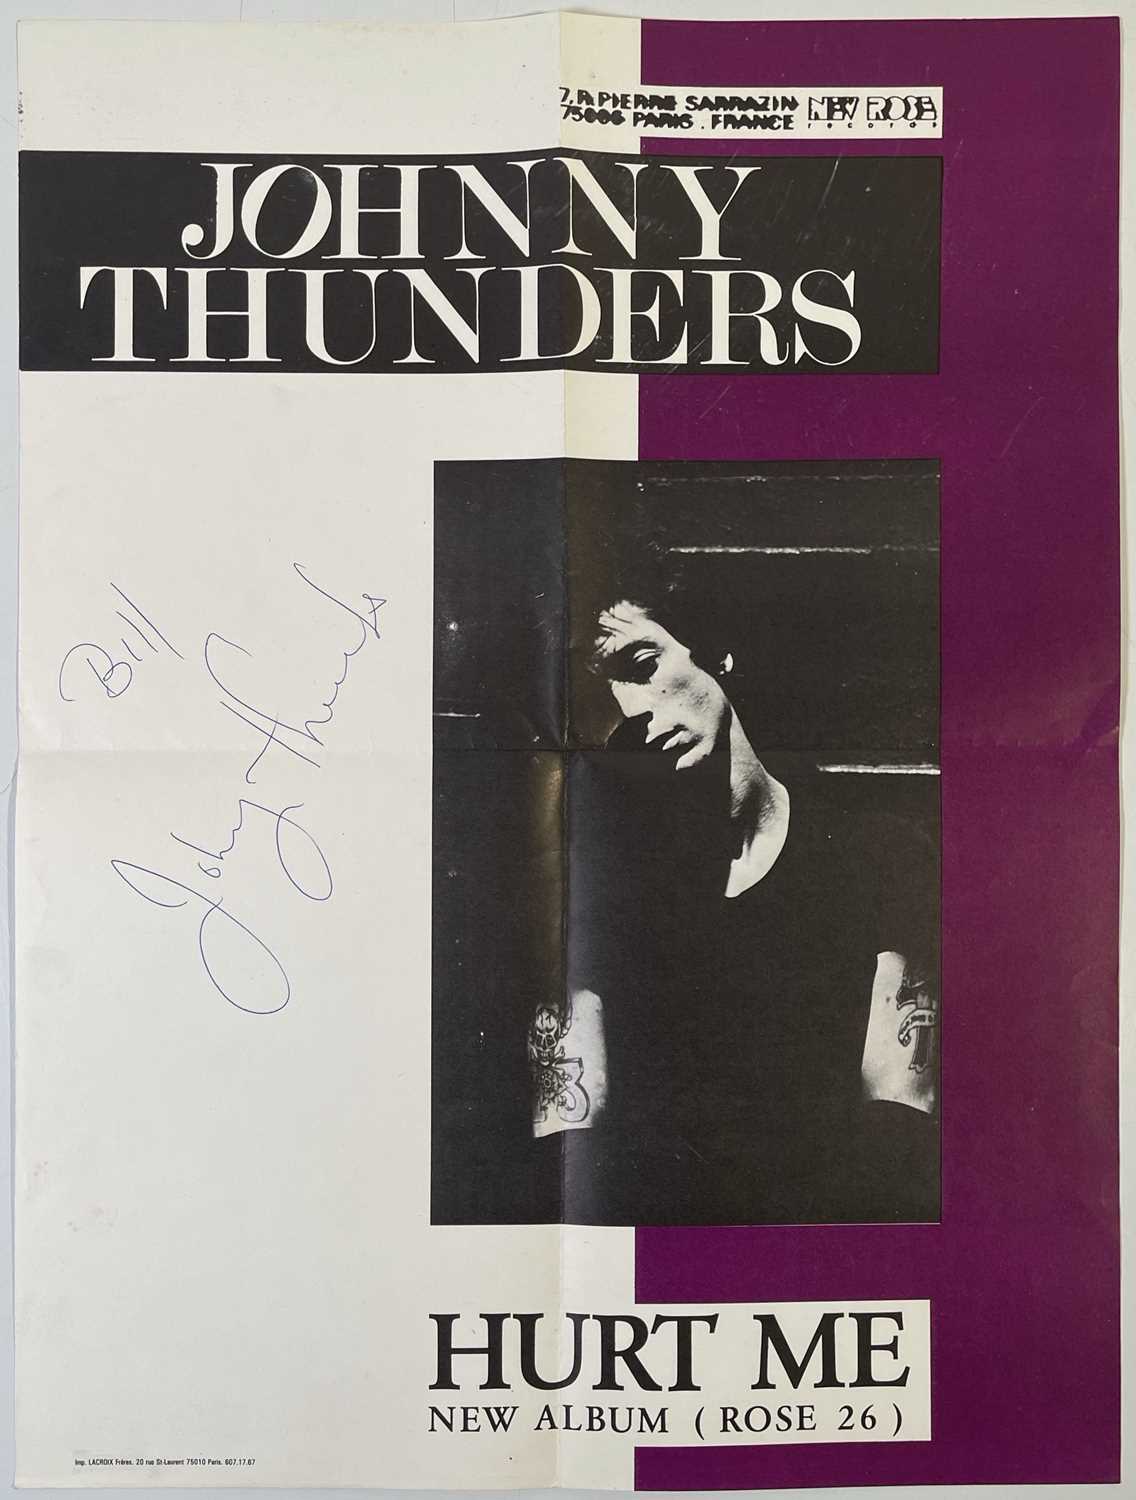 7, R. PIERRE SARRAZIN
75006 PARIS . FRANCE
NEW ROSE
records
JOHNNY
THUNDERS
Bill
Johnny Thunders
13
HURT ME
NEW ALBUM ( ROSE 26 )
Imp. LACROIX Frères. 20 rue St-Laurent 75010 Paris. 607.17.67